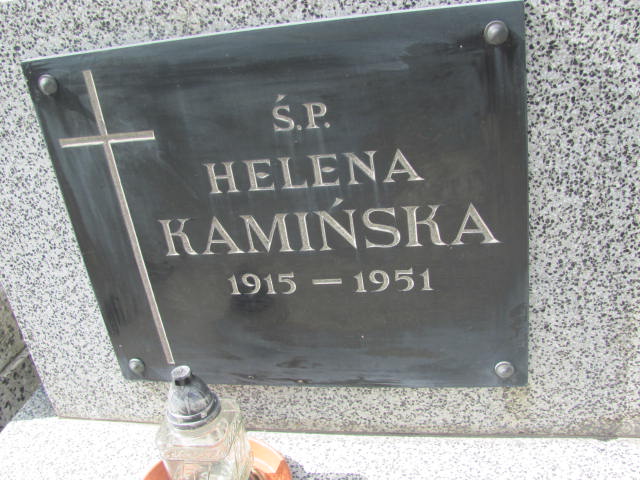 Ś.P.
HELENA
KAMIŃSKA
1915 – 1951